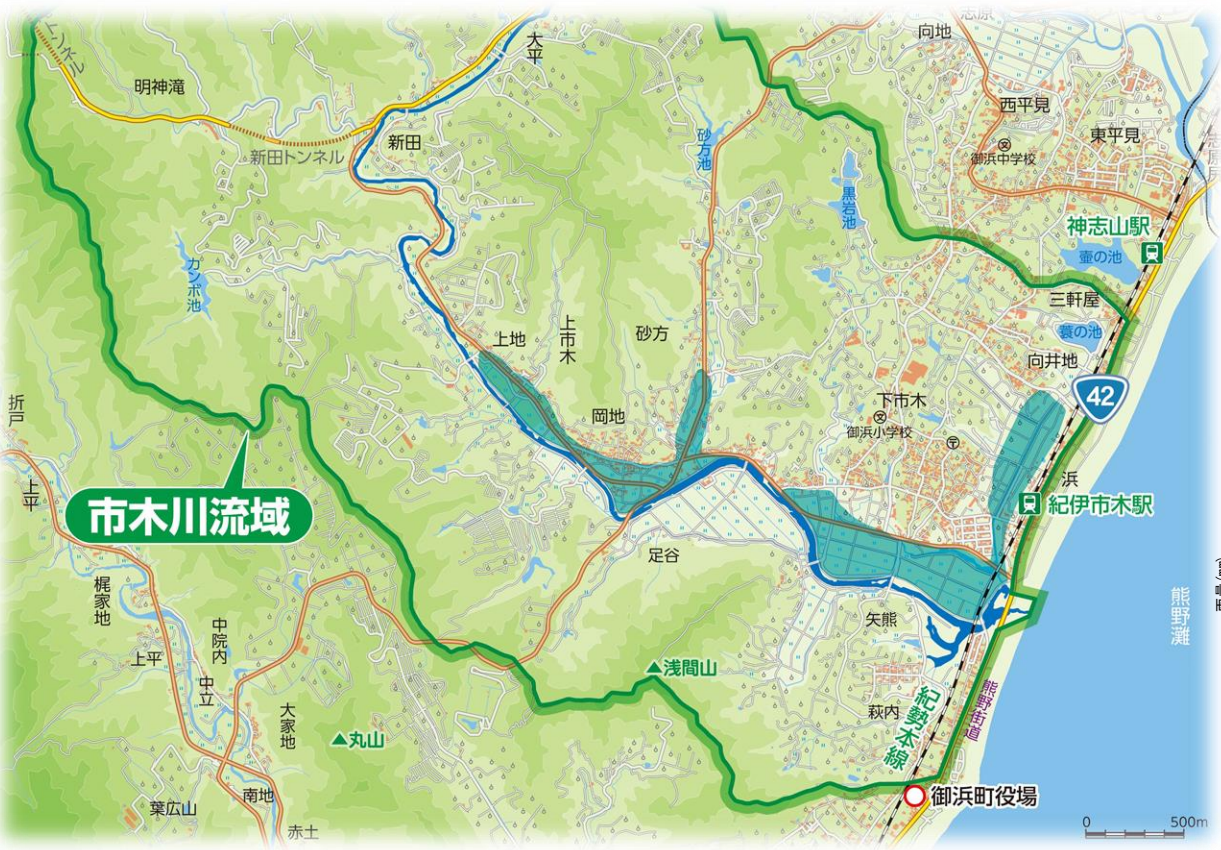 トンネル
明神滝
新田トンネル
大平
新田
砂方池
黒岩池
志原
向地
西平見
東平見
御浜中学校
神志山駅
壷の池
三軒屋
蓑の池
向井地
42
カンボ池
上地
上市木
砂方
岡地
下市木
御浜小学校
浜
紀伊市木駅
折戸
上平
市木川流域
足谷
矢熊
熊野灘
梶家地
中院内
上平
中立
大家地
丸山
浅間山
萩内
紀勢本線
熊野街道
葉広山
南地
赤土
御浜町役場
0
500m